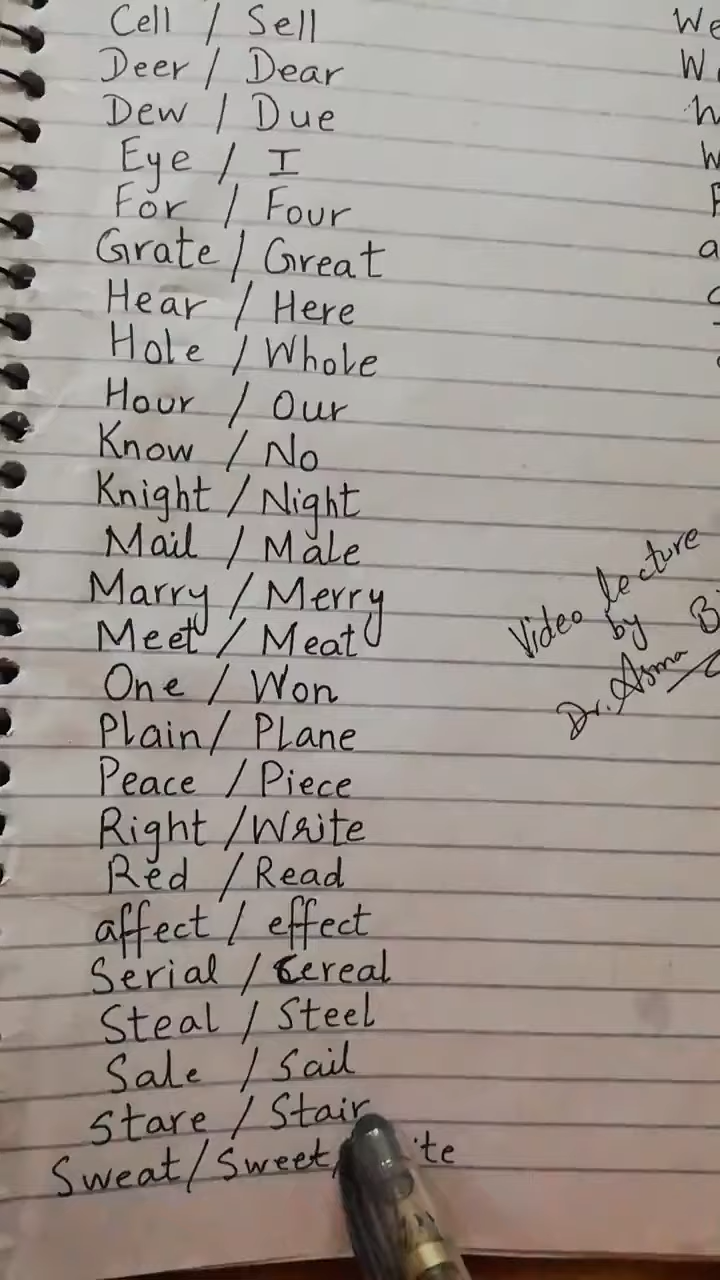 Cell / Sell
Deer / Dear
Dew / Due
Eye / I
For / Four
Grate / Great
Hear / Here
Hole / Whole
Hour / Our
Know / No
Knight / Night
Mail / Male
Marry / Merry
Meet / Meat
One / Won
Plain / Plane
Peace / Piece
Right / Write
Red / Read
affect / effect
Serial / Cereal
Steal / Steel
Sale / Sail
Stare / Stair
Sweat / Sweet
Video lecture
by
Dr. Asma